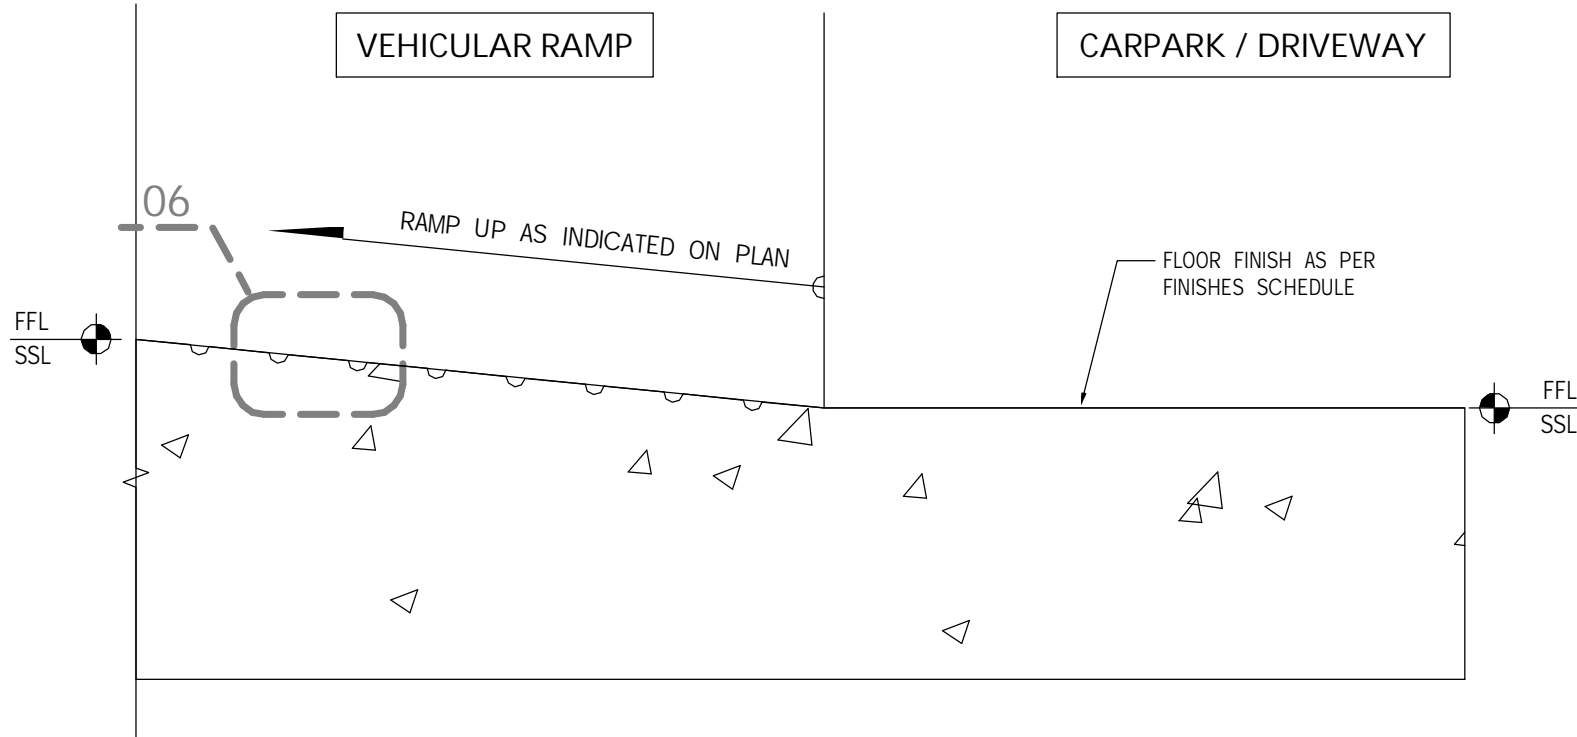 VEHICULAR RAMP
CARPARK / DRIVEWAY
06
RAMP UP AS INDICATED ON PLAN
FLOOR FINISH AS PER
FINISHES SCHEDULE
FFL
SSL
FFL
SSL